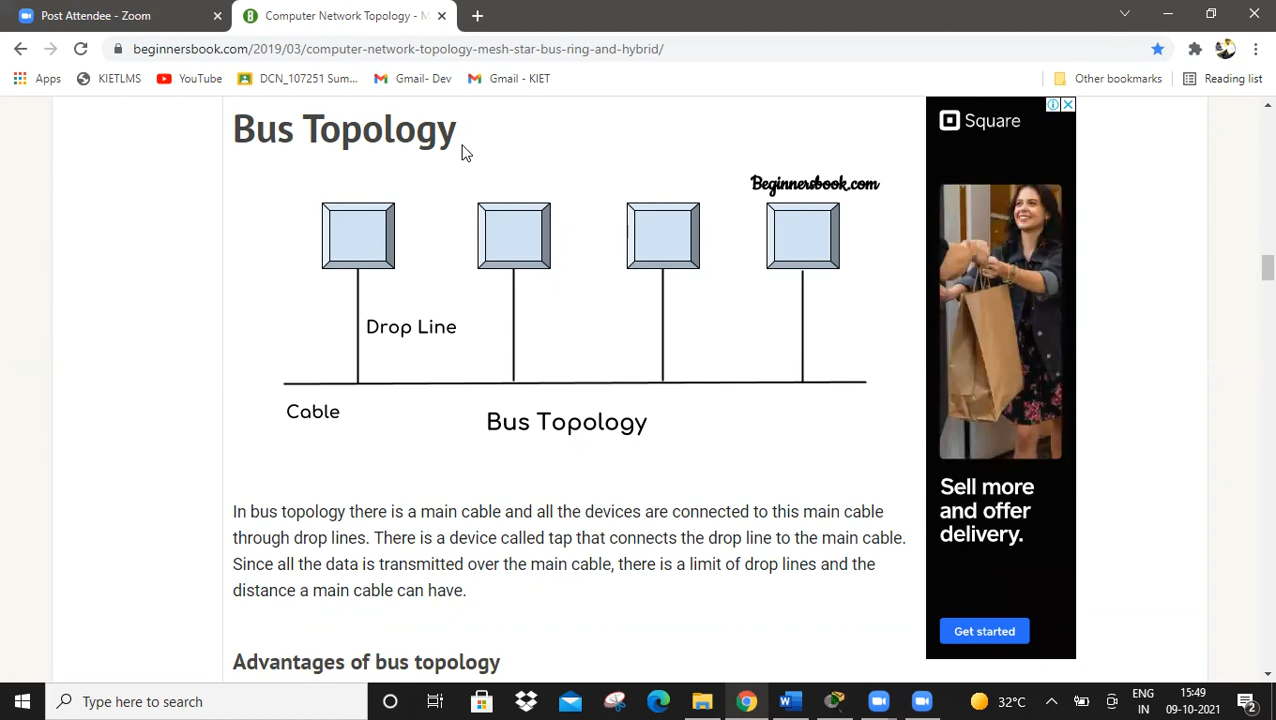 Post Attendee - Zoom
Computer Network Topology - M
beginnersbook.com/2019/03/computer-network-topology-mesh-star-bus-ring-and-hybrid/
Apps KIETLMS YouTube DCN_107251 Sum... Gmail- Dev Gmail - KIET Other bookmarks Reading list
Bus Topology
Beginnersbook.com
Drop Line
Cable
Bus Topology
In bus topology there is a main cable and all the devices are connected to this main cable
through drop lines. There is a device called tap that connects the drop line to the main cable.
Since all the data is transmitted over the main cable, there is a limit of drop lines and the
distance a main cable can have.
Advantages of bus topology
Square
Sell more
and offer
delivery.
Get started
Type here to search
32°C
ENG
IN
15:49
09-10-2021
2